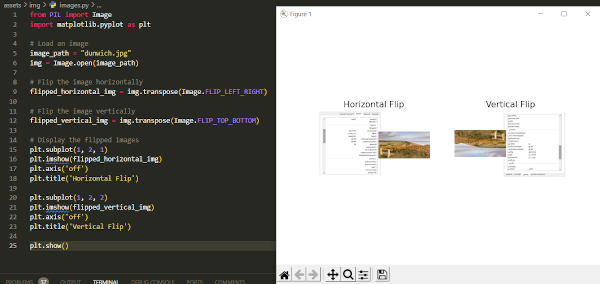 assets > img > images.py > ...
1 from PIL import Image
2 import matplotlib.pyplot as plt
3
4 # Load an image
5 image_path = "dunwich.jpg"
6 img = Image.open(image_path)
7
8 # Flip the image horizontally
9 flipped_horizontal_img = img.transpose(Image.FLIP_LEFT_RIGHT)
10
11 # Flip the image vertically
12 flipped_vertical_img = img.transpose(Image.FLIP_TOP_BOTTOM)
13
14 # Display the flipped images
15 plt.subplot(1, 2, 1)
16 plt.imshow(flipped_horizontal_img)
17 plt.axis('off')
18 plt.title('Horizontal Flip')
19
20 plt.subplot(1, 2, 2)
21 plt.imshow(flipped_vertical_img)
22 plt.axis('off')
23 plt.title('Vertical Flip')
24
25 plt.show()
PROBLEMS 37 OUTPUT TERMINAL DEBUG CONSOLE PORTS COMMENTS
Figure 1
Horizontal Flip
Vertical Flip